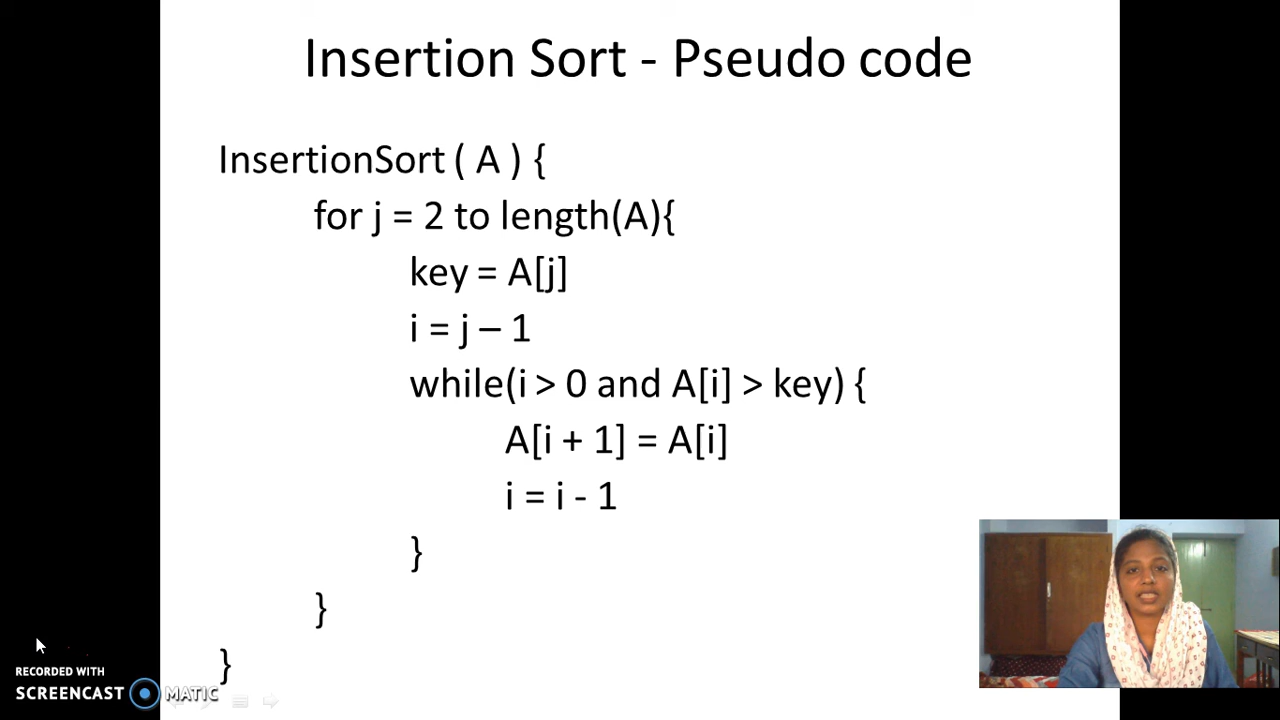 Insertion Sort - Pseudo code
InsertionSort ( A ) {
for j = 2 to length(A){
key = A[j]
i = j – 1
while(i > 0 and A[i] > key) {
A[i + 1] = A[i]
i = i - 1
}
}
}
RECORDED WITH
SCREENCAST MATIC